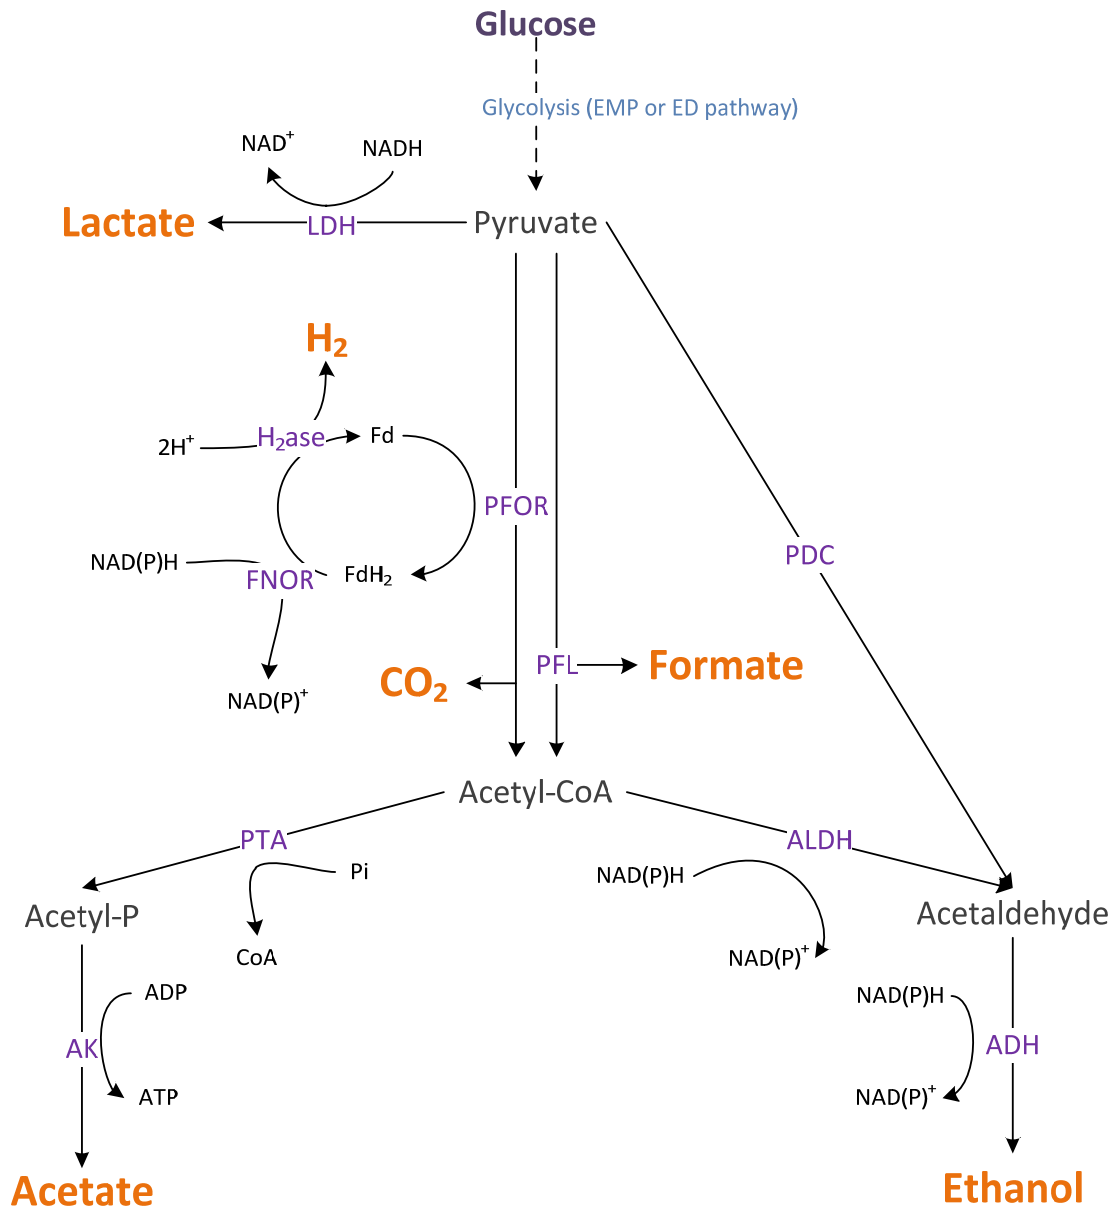 Glucose
Glycolysis (EMP or ED pathway)
NAD⁺
NADH
Lactate
LDH
Pyruvate
H₂
2H⁺
H₂ase
Fd
PFOR
PDC
NAD(P)H
FNOR
FdH₂
CO₂
PFL
Formate
NAD(P)⁺
Acetyl-CoA
PTA
ALDH
Pi
NAD(P)H
Acetyl-P
Acetaldehyde
CoA
NAD(P)⁺
ADP
NAD(P)H
AK
ADH
ATP
NAD(P)⁺
Acetate
Ethanol